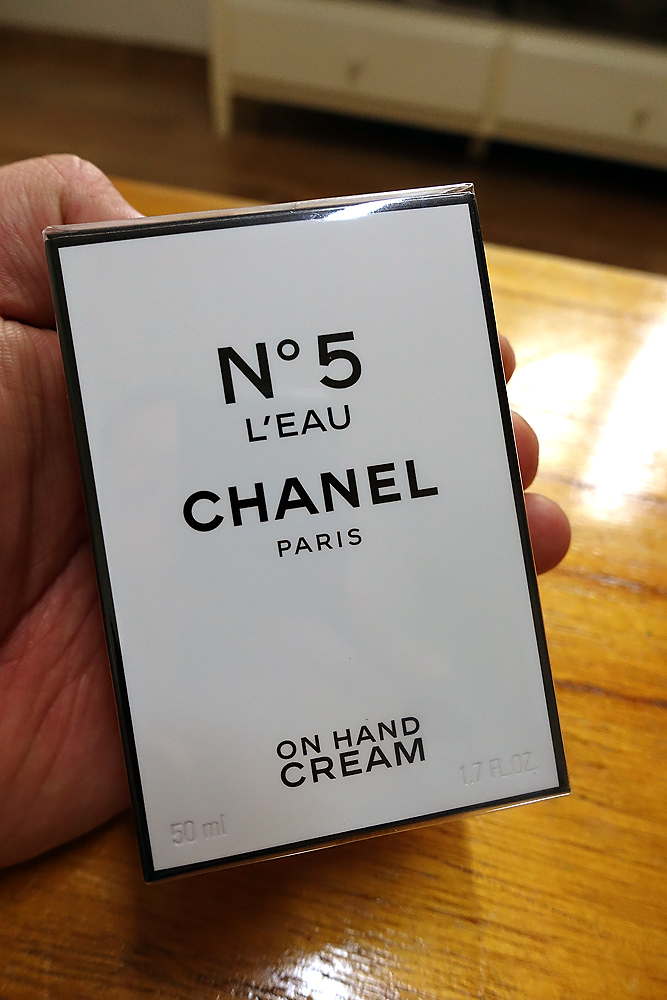 N°5
L'EAU
CHANEL
PARIS
ON HAND
CREAM
50 ml
1.7 FL.OZ.